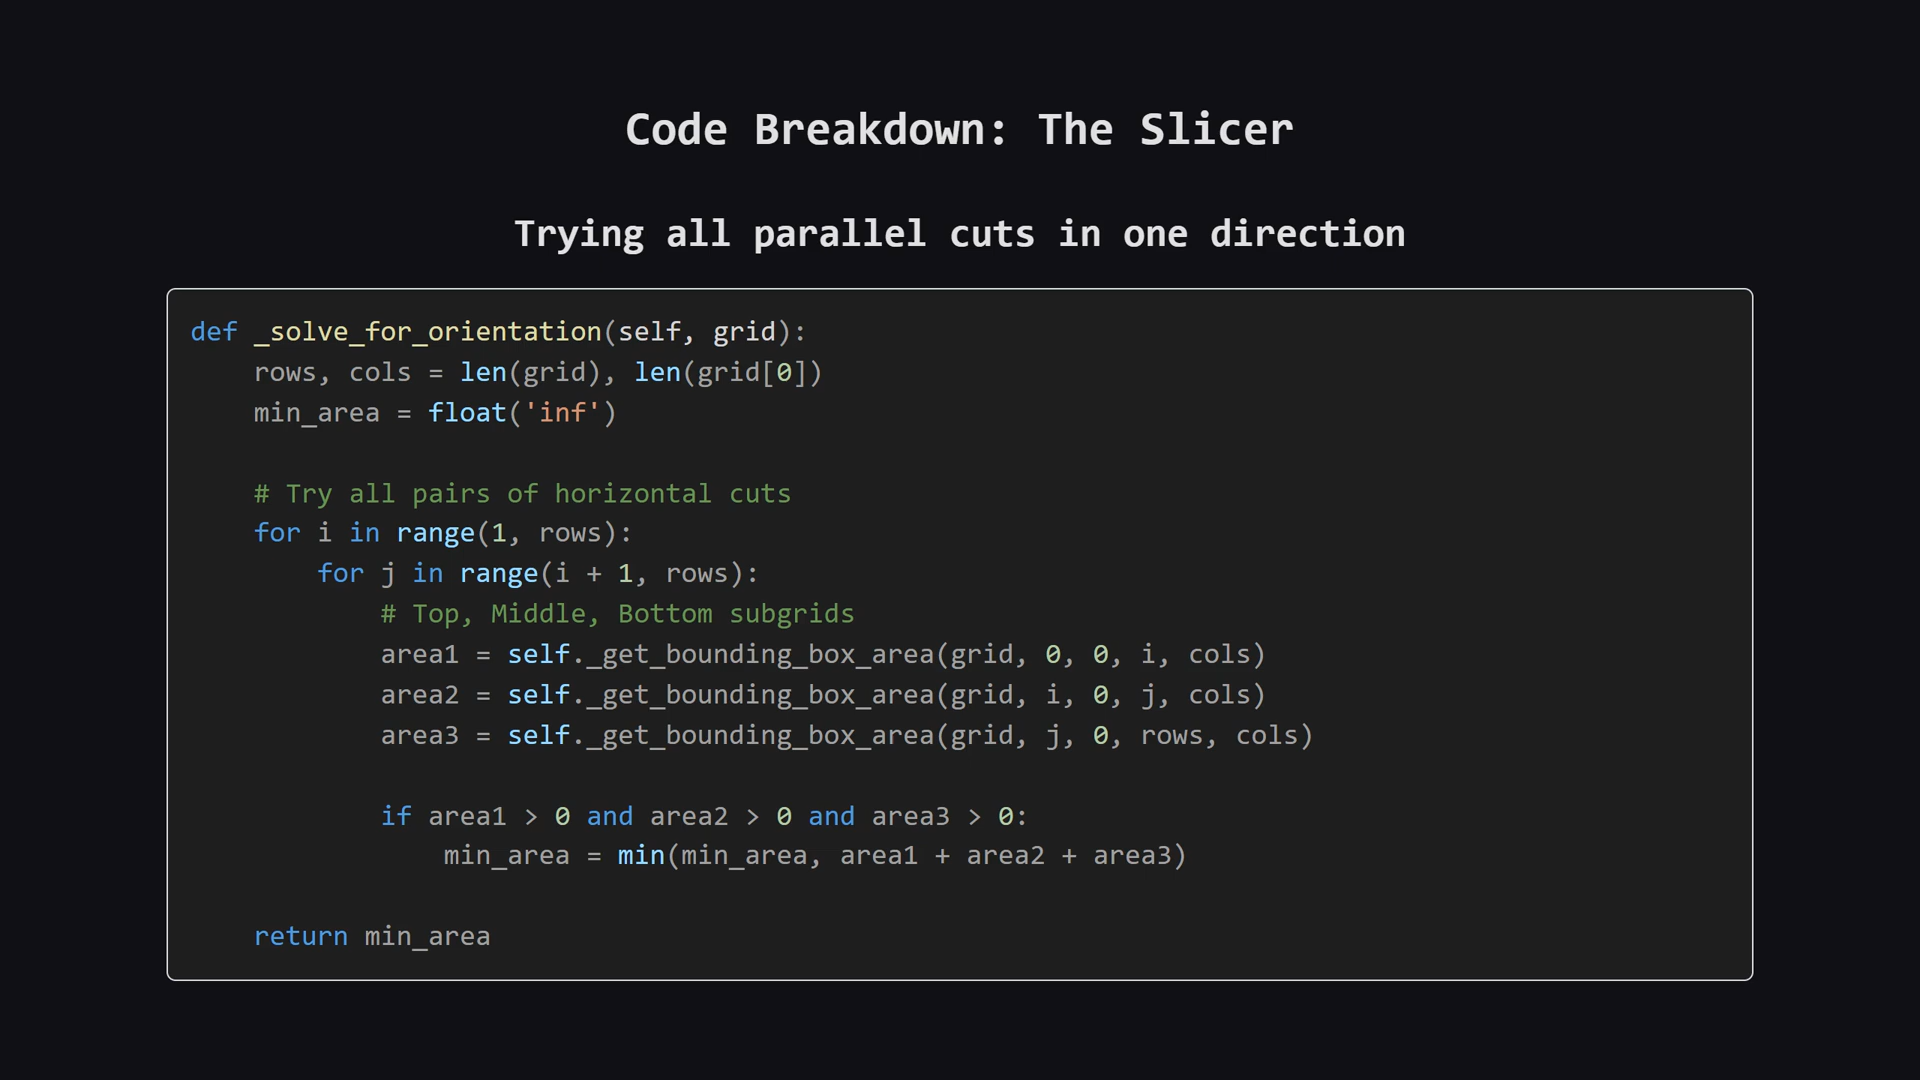 Code Breakdown: The Slicer
Trying all parallel cuts in one direction
def _solve_for_orientation(self, grid):
    rows, cols = len(grid), len(grid[0])
    min_area = float('inf')

    # Try all pairs of horizontal cuts
    for i in range(1, rows):
        for j in range(i + 1, rows):
            # Top, Middle, Bottom subgrids
            area1 = self._get_bounding_box_area(grid, 0, 0, i, cols)
            area2 = self._get_bounding_box_area(grid, i, 0, j, cols)
            area3 = self._get_bounding_box_area(grid, j, 0, rows, cols)

            if area1 > 0 and area2 > 0 and area3 > 0:
                min_area = min(min_area, area1 + area2 + area3)

    return min_area